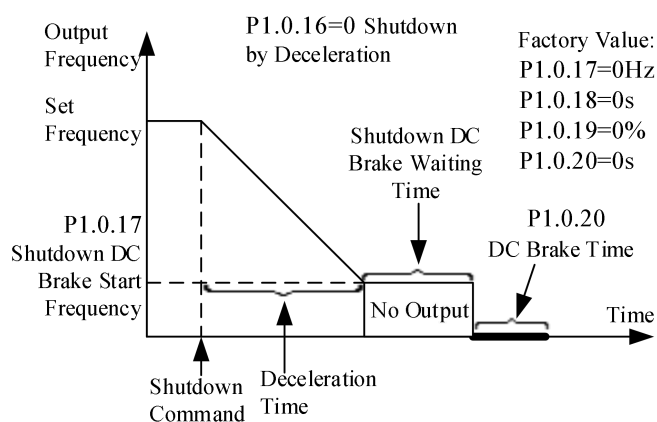 Output
Frequency
P1.0.16=0 Shutdown
by Deceleration
Factory Value:
P1.0.17=0Hz
P1.0.18=0s
P1.0.19=0%
P1.0.20=0s
Set
Frequency
Shutdown DC
Brake Waiting
Time
P1.0.17
Shutdown DC
Brake Start
Frequency
P1.0.20
DC Brake Time
No Output
Time
Shutdown
Command
Deceleration
Time